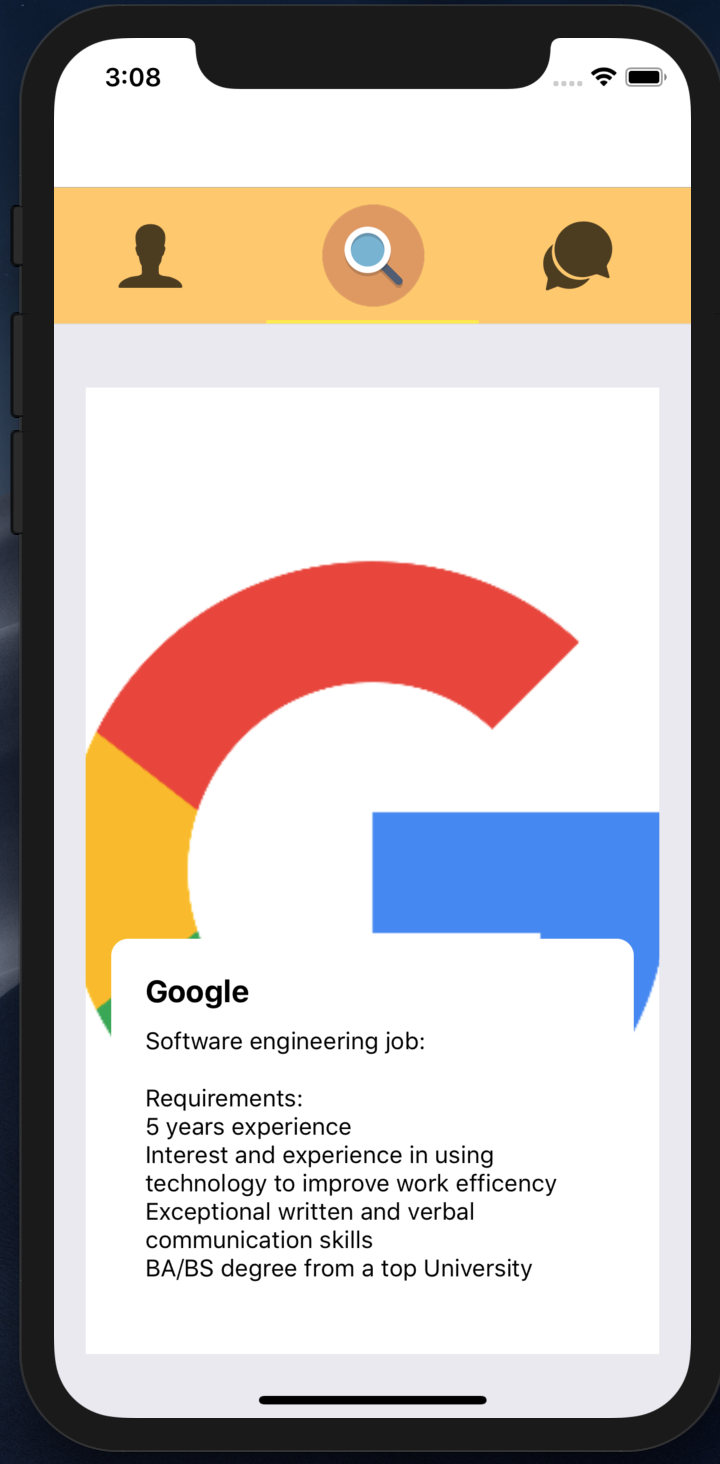 3:08
Google
Software engineering job:
Requirements:
5 years experience
Interest and experience in using
technology to improve work efficency
Exceptional written and verbal
communication skills
BA/BS degree from a top University